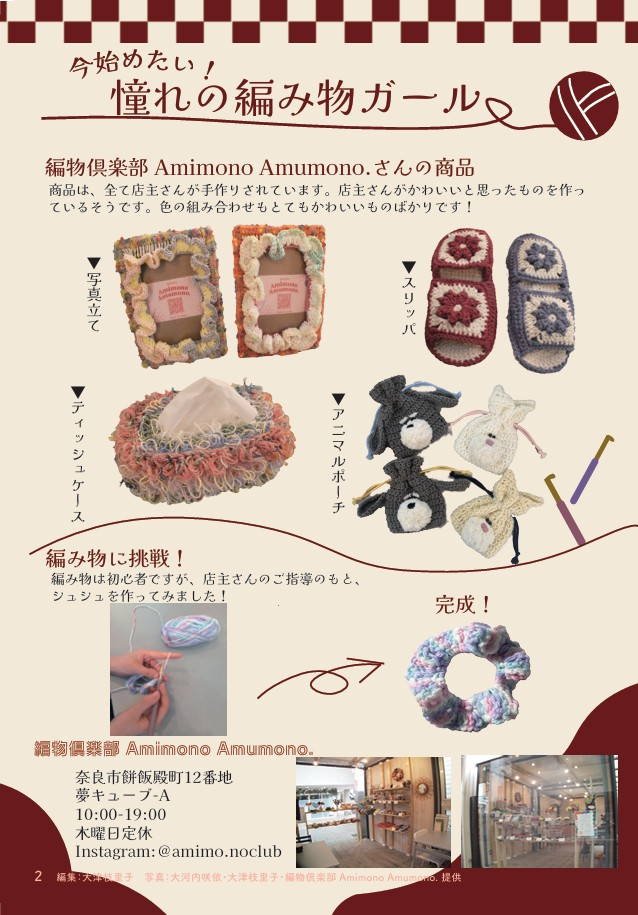 今始めたい！
憧れの編み物ガール
編物倶楽部 Amimono Amumono.さんの商品
商品は、全て店主さんが手作りされています。店主さんがかわいいと思ったものを作っ
ているそうです。色の組み合わせもとてもかわいいものばかりです！
▼写真立て
Amimono
Amumono.
Amimono
Amumono.
▼スリッパ
▼ティッシュケース
▼アニマルポーチ
編み物に挑戦！
編み物は初心者ですが、店主さんのご指導のもと、
シュシュを作ってみました！
完成！
編物倶楽部 Amimono Amumono.
奈良市餅飯殿町12番地
夢キューブ-A
10:00-19:00
木曜日定休
Instagram:@amimo.noclub
2 編集：大津枝里子 写真：大河内咲依・大津枝里子・編物倶楽部 Amimono Amumono. 提供